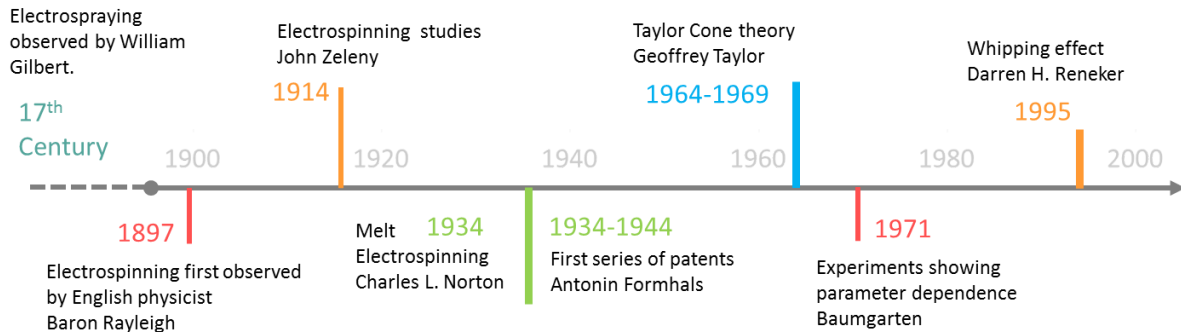 Electrospraying
observed by William
Gilbert.
17th
Century
Electrospinning studies
John Zeleny
1914
Taylor Cone theory
Geoffrey Taylor
1964-1969
Whipping effect
Darren H. Reneker
1995
1900
1920
1940
1960
1980
2000
1897
Electrospinning first observed
by English physicist
Baron Rayleigh
Melt
1934
Electrospinning
Charles L. Norton
1934-1944
First series of patents
Antonin Formhals
1971
Experiments showing
parameter dependence
Baumgarten